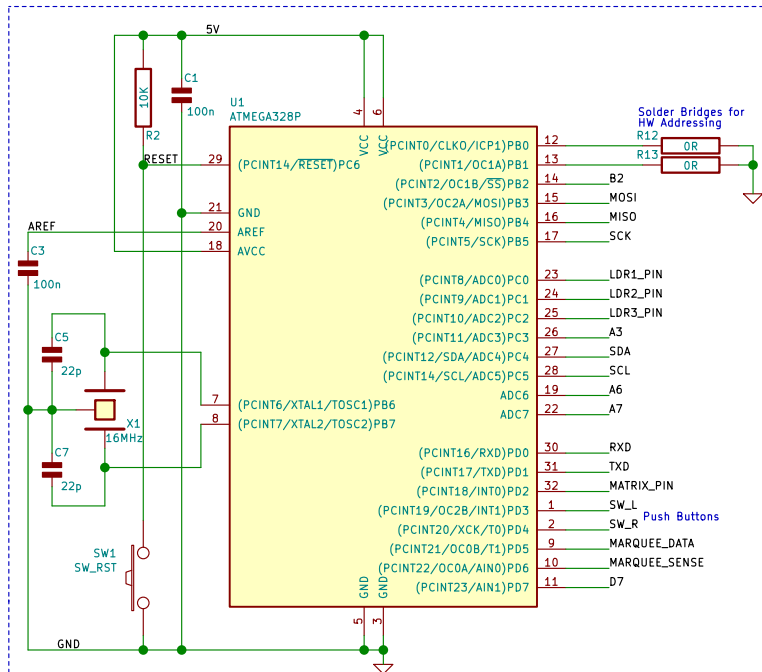 5V
C1
100n
10K
R2
U1
ATMEGA328P
4
6
VCC
VCC
Solder Bridges for
HW Addressing
RESET
29
(PCINT14/RESET)PC6
21
GND
AREF
20
AREF
18
AVCC
C3
100n
C5
22p
X1
16MHz
C7
22p
7
(PCINT6/XTAL1/TOSC1)PB6
8
(PCINT7/XTAL2/TOSC2)PB7
SW1
SW_RST
GND
5
3
GND
GND
(PCINT0/CLKO/ICP1)PB0
12
R12
0R
(PCINT1/OC1A)PB1
13
R13
0R
(PCINT2/OC1B/SS)PB2
14
B2
(PCINT3/OC2A/MOSI)PB3
15
MOSI
(PCINT4/MISO)PB4
16
MISO
(PCINT5/SCK)PB5
17
SCK
(PCINT8/ADC0)PC0
23
LDR1_PIN
(PCINT9/ADC1)PC1
24
LDR2_PIN
(PCINT10/ADC2)PC2
25
LDR3_PIN
(PCINT11/ADC3)PC3
26
A3
(PCINT12/SDA/ADC4)PC4
27
SDA
(PCINT14/SCL/ADC5)PC5
28
SCL
ADC6
19
A6
ADC7
22
A7
(PCINT16/RXD)PD0
30
RXD
(PCINT17/TXD)PD1
31
TXD
(PCINT18/INT0)PD2
32
MATRIX_PIN
(PCINT19/OC2B/INT1)PD3
1
SW_L
Push Buttons
(PCINT20/XCK/T0)PD4
2
SW_R
(PCINT21/OC0B/T1)PD5
9
MARQUEE_DATA
(PCINT22/OC0A/AIN0)PD6
10
MARQUEE_SENSE
(PCINT23/AIN1)PD7
11
D7